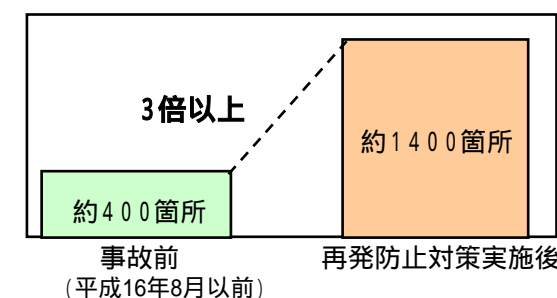 3倍以上
約1400箇所
約400箇所
事故前
(平成16年8月以前)
再発防止対策実施後